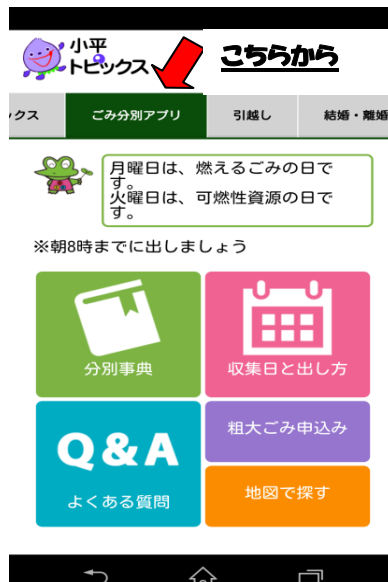 小平
トピックス
こちらから
ックス
ごみ分別アプリ
引越し
結婚・離婚
月曜日は、燃えるごみの日で
す。
火曜日は、可燃性資源の日で
す。
※朝8時までに出しましょう
分別事典
収集日と出し方
Q&A
よくある質問
粗大ごみ申込み
地図で探す